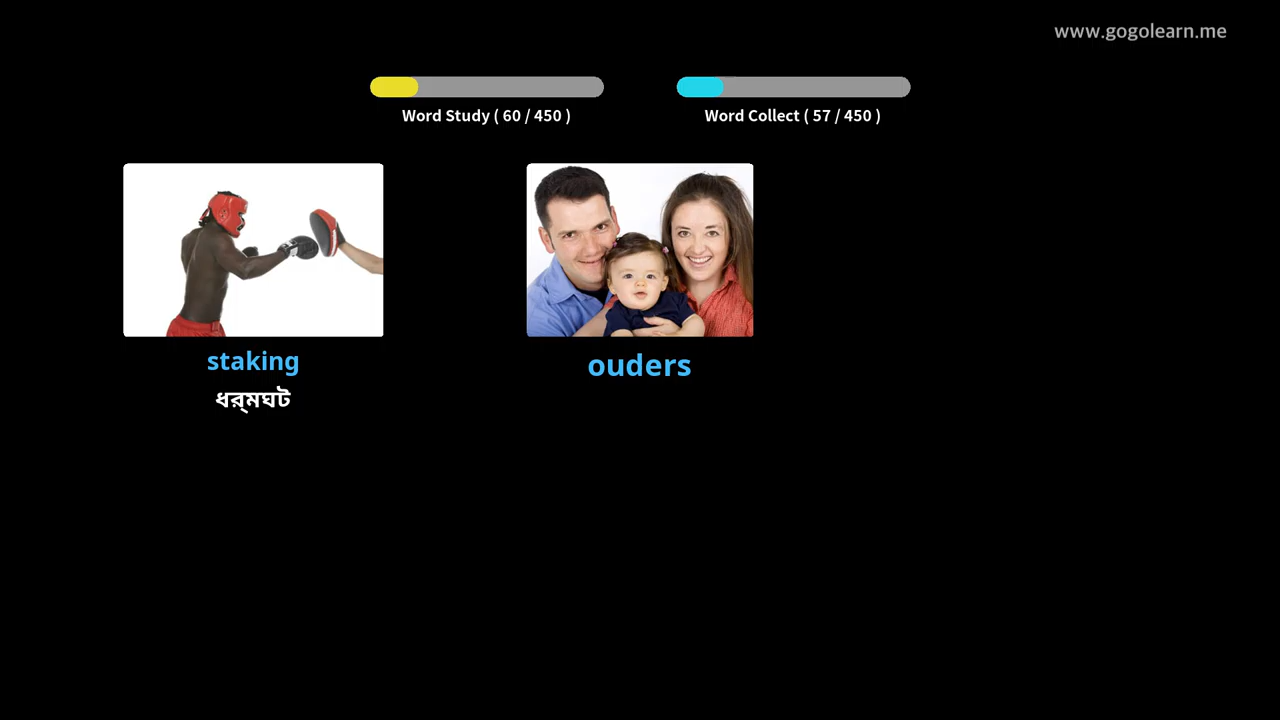 www.gogolearn.me
Word Study ( 60 / 450 )
Word Collect ( 57 / 450 )
staking
ধর্মঘট
ouders